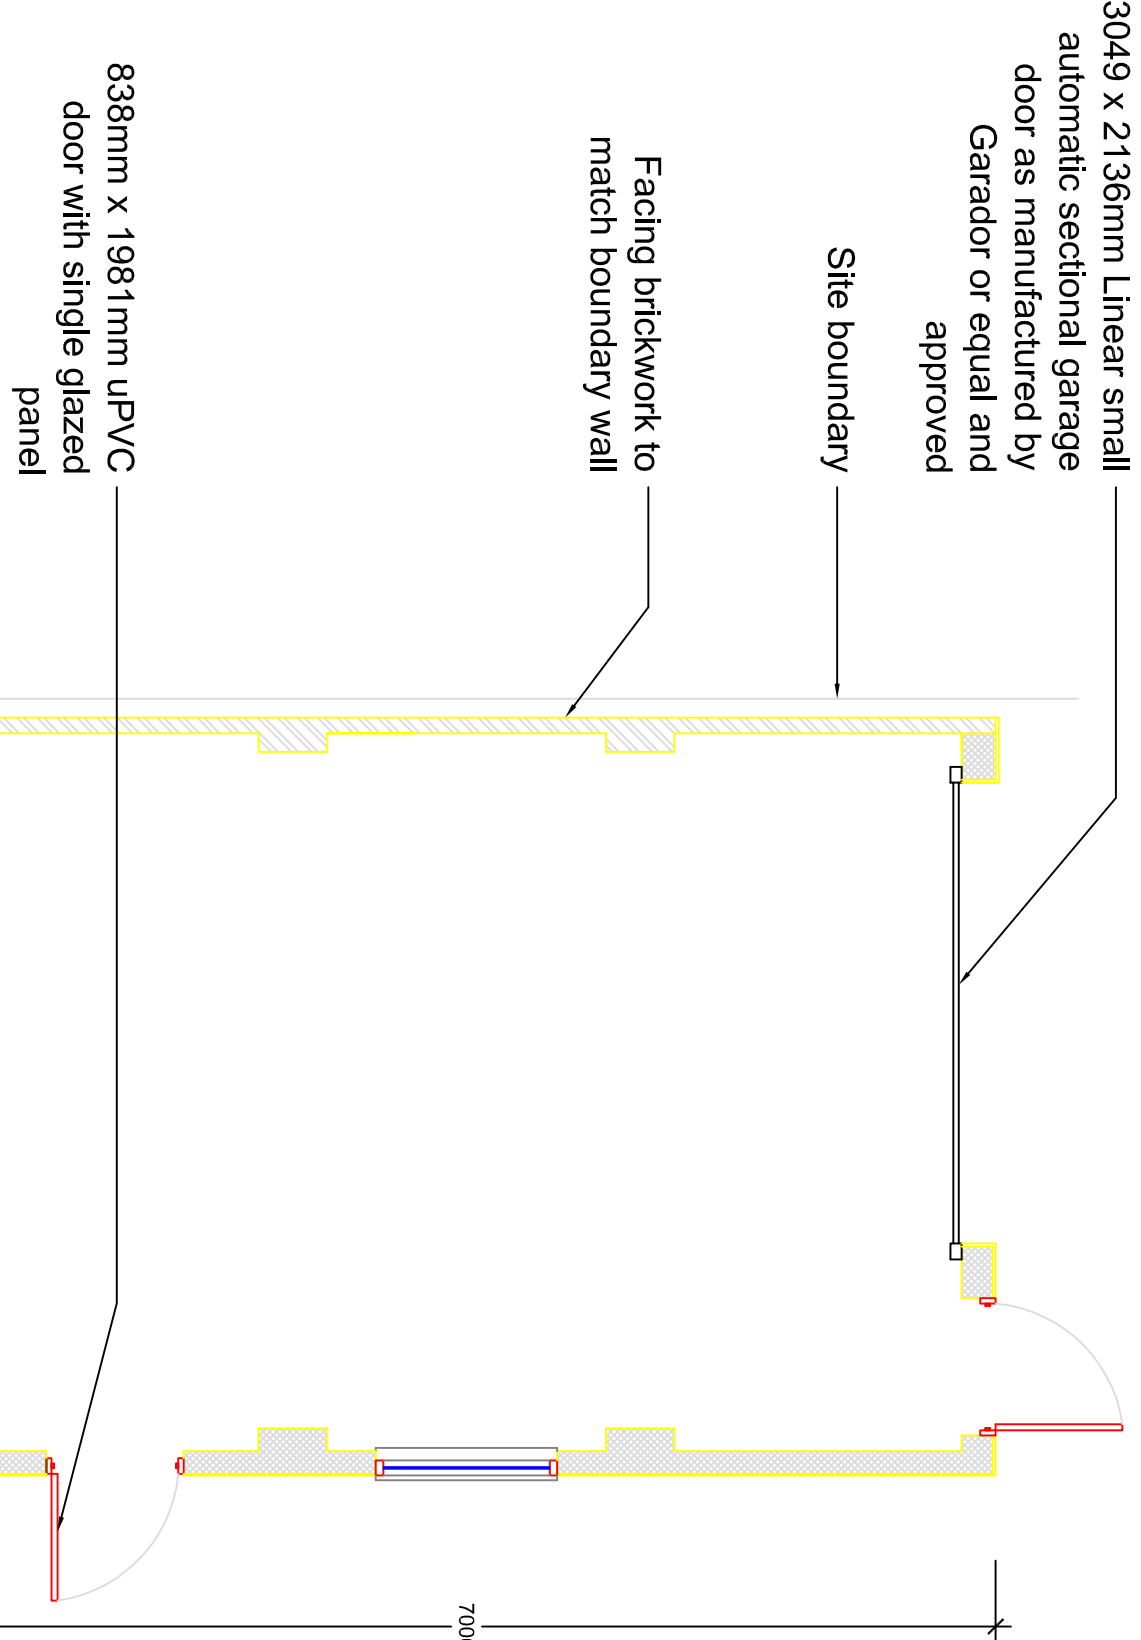 3049 x 2136mm Linear small
automatic sectional garage
door as manufactured by
Garador or equal and
approved
Site boundary
Facing brickwork to
match boundary wall
838mm x 1981mm uPVC
door with single glazed
panel